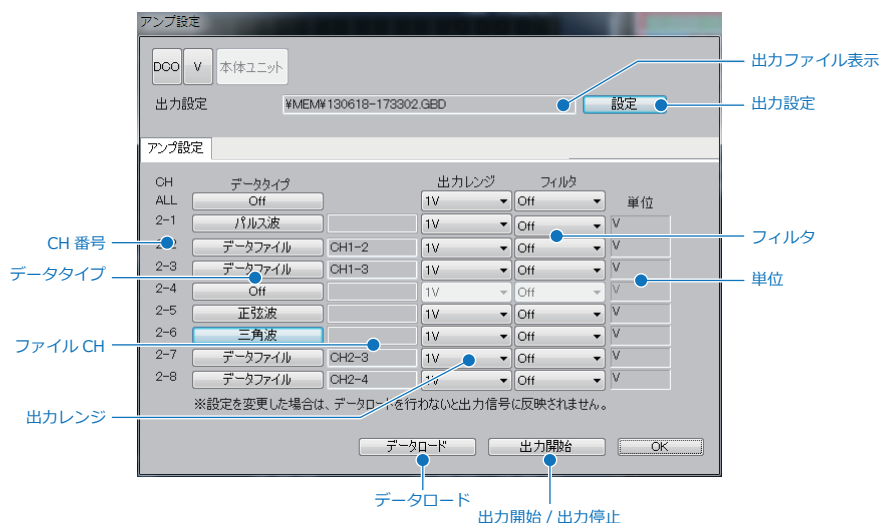 アンプ設定
DCO V 本体ユニット
出力ファイル表示
出力設定 ¥MEM¥130618-173302.GBD 設定 出力設定
アンプ設定
CH データタイプ 出力レンジ フィルタ
ALL Off 1V Off 単位
2-1 パルス波 1V Off V
CH 番号 データファイル CH1-2 1V Off V フィルタ
データタイプ 2-3 データファイル CH1-3 1V Off V 単位
2-4 Off 1V Off V
2-5 正弦波 1V Off V
ファイル CH 2-6 三角波 1V Off V
2-7 データファイル CH2-3 1V Off V
2-8 データファイル CH2-4 1V Off V
出力レンジ ※設定を変更した場合は、データロードを行わないと出力信号に反映されません。
データロード 出力開始 OK
データロード
出力開始 / 出力停止